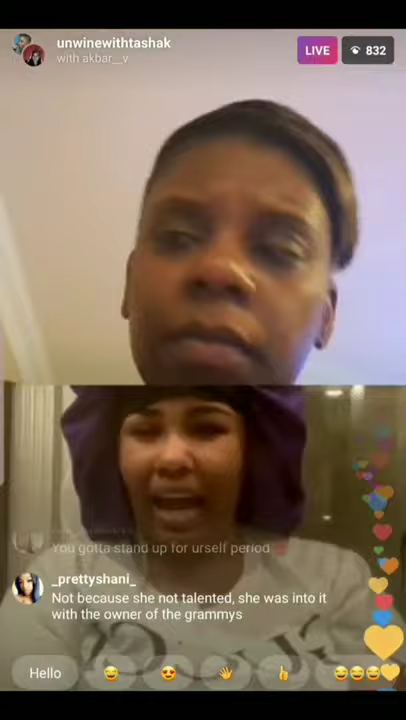 unwinewithtashak
LIVE
832
with akbar__v
You gotta stand up for urself period
_prettyshani_
Not because she not talented, she was into it
with the owner of the grammys
Hello